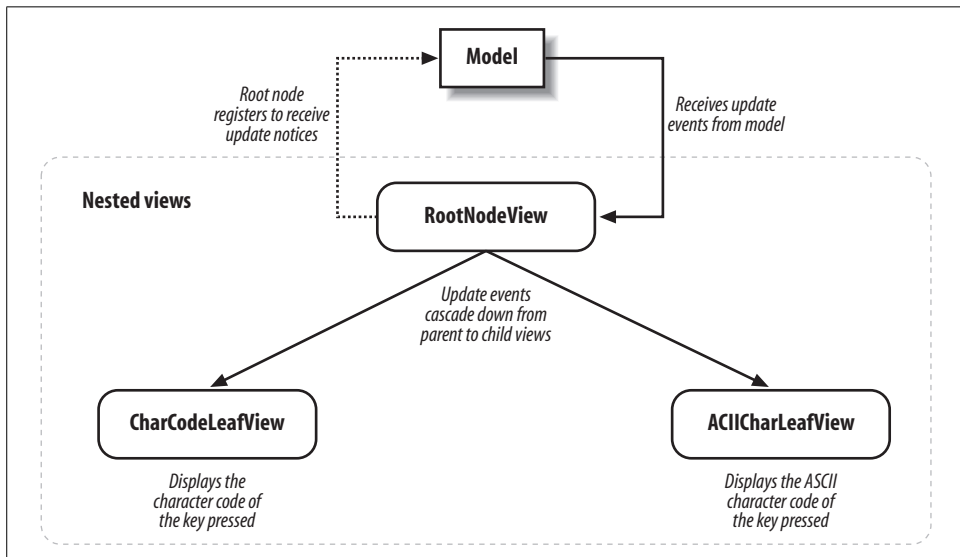 Model
Root node
registers to receive
update notices
Receives update
events from model
Nested views
RootNodeView
Update events
cascade down from
parent to child views
CharCodeLeafView
ACIICharLeafView
Displays the
character code of
the key pressed
Displays the ASCII
character code of
the key pressed